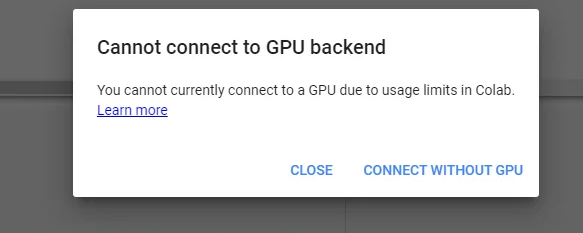 Cannot connect to GPU backend
You cannot currently connect to a GPU due to usage limits in Colab.
Learn more
CLOSE CONNECT WITHOUT GPU